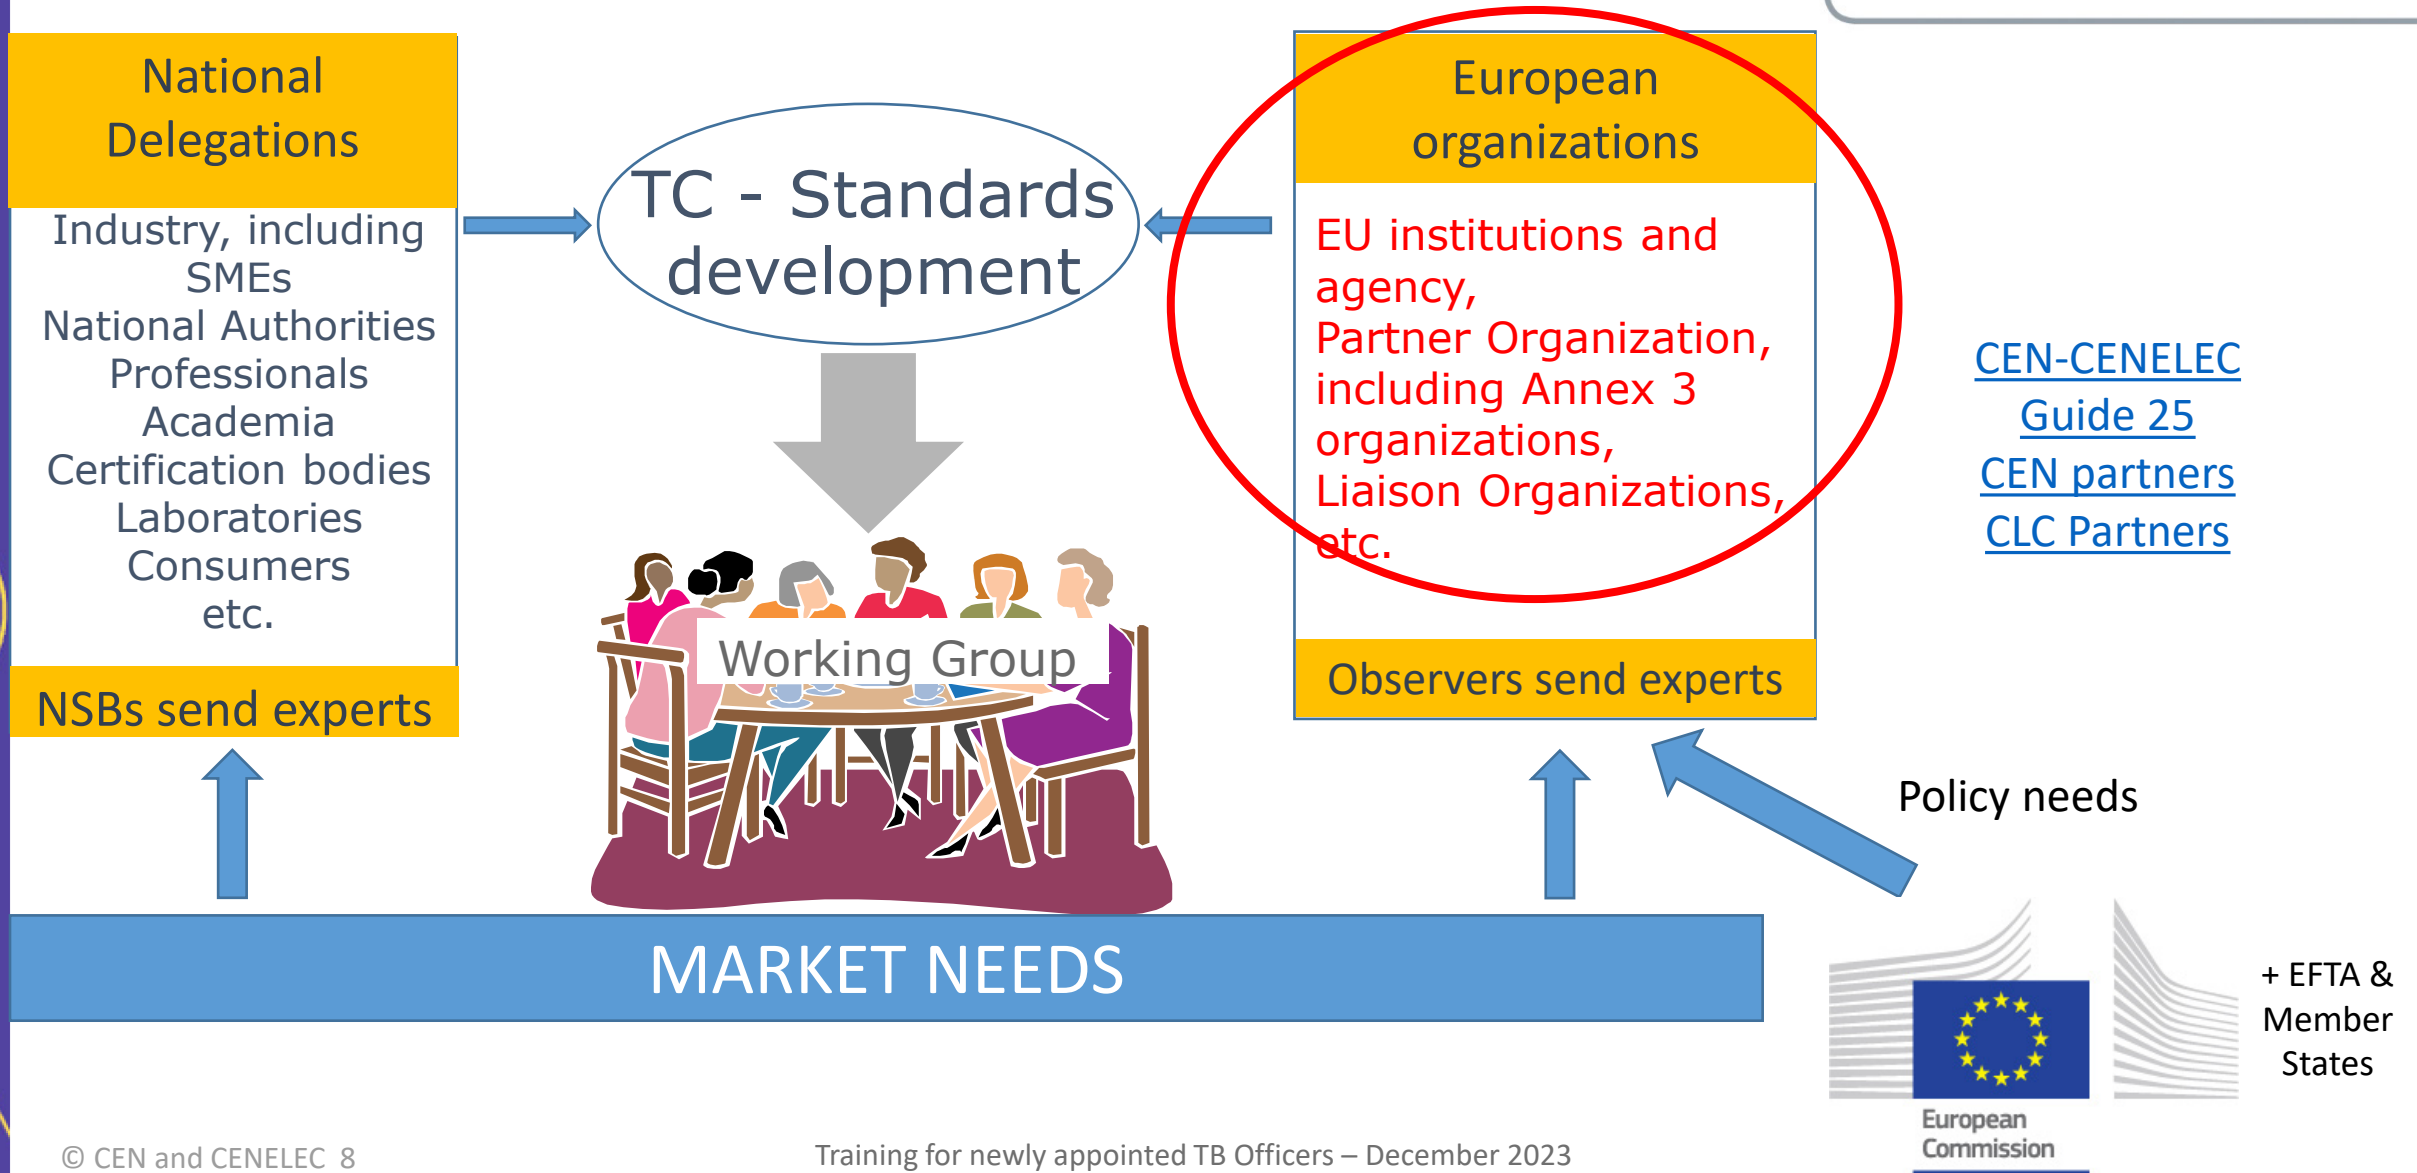 National
Delegations
Industry, including
SMEs
National Authorities
Professionals
Academia
Certification bodies
Laboratories
Consumers
etc.
NSBs send experts
TC - Standards
development
Working Group
European
organizations
EU institutions and
agency,
Partner Organization,
including Annex 3
organizations,
Liaison Organizations,
etc.
Observers send experts
CEN-CENELEC
Guide 25
CEN partners
CLC Partners
Policy needs
MARKET NEEDS
+ EFTA &
Member
States
European
Commission
© CEN and CENELEC 8
Training for newly appointed TB Officers – December 2023